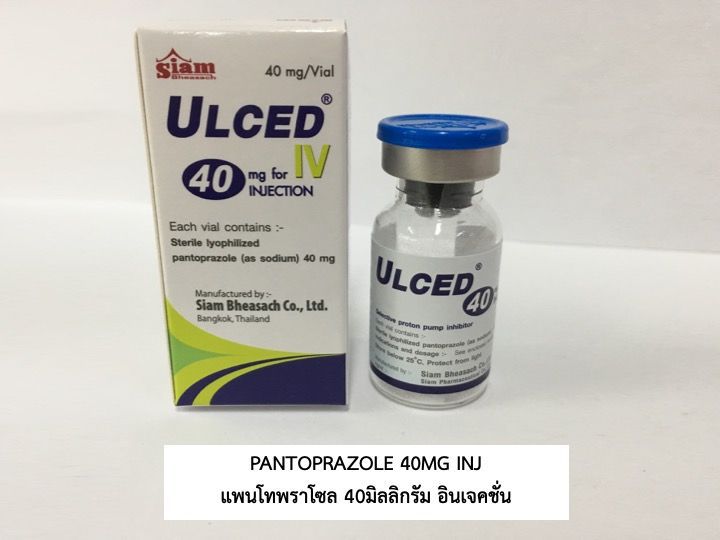 Siam
Bheasach
40 mg/Vial
ULCED®
IV
40 mg for
INJECTION
Each vial contains :-
Sterile lyophilized
pantoprazole (as sodium) 40 mg
Manufactured by :-
Siam Bheasach Co., Ltd.
Bangkok, Thailand
ULCED®
40
Selective proton pump inhibitor
Each vial contains :-
Sterile lyophilized pantoprazole (as sodium)
Indications and dosage :- See enclosed
Store below 25°C, Protect from light
Manufactured by :- Siam Bheasach Co.
Siam Pharmaceutical
PANTOPRAZOLE 40MG INJ
แพนโทพราโซล 40มิลลิกรัม อินเจคชั่น